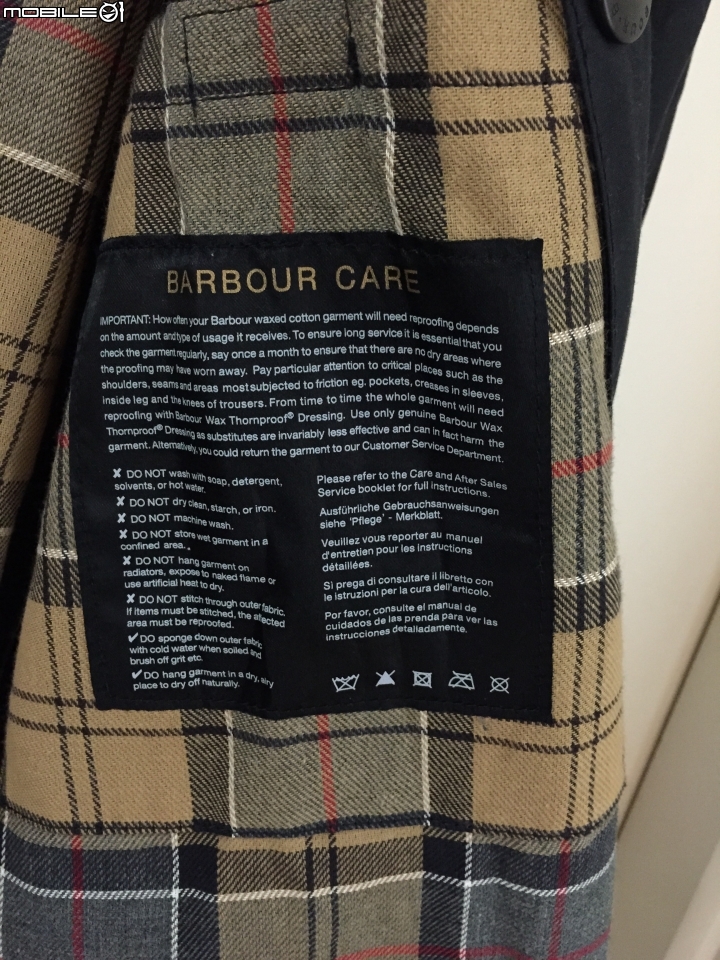 MOBILE01
BARBOUR CARE
IMPORTANT: How often your Barbour waxed cotton garment will need reproofing depends
on the amount and type of usage it receives. To ensure long service it is essential that you
check the garment regularly, say once a month to ensure that there are no dry areas where
the proofing may have worn away. Pay particular attention to critical places such as the
shoulders, seams and areas most subjected to friction eg. pockets, creases in sleeves,
inside leg and the knees of trousers. From time to time the whole garment will need
reproofing with Barbour Wax Thornproof® Dressing. Use only genuine Barbour Wax
Thornproof® Dressing as substitutes are invariably less effective and can in fact harm the
garment. Alternatively, you could return the garment to our Customer Service Department.
✘ DO NOT wash with soap, detergent,
solvents, or hot water.
✘ DO NOT dry clean, starch, or iron.
✘ DO NOT machine wash.
✘ DO NOT store wet garment in a
confined area.
✘ DO NOT hang garment on
radiators, expose to naked flame or
use artificial heat to dry.
✘ DO NOT stitch through outer fabric.
If items must be stitched, the affected
area must be reproofed.
✔ DO sponge down outer fabric
with cold water when soiled and
brush off grit etc.
✔ DO hang garment in a dry, airy
place to dry off naturally.
Please refer to the Care and After Sales
Service booklet for full instructions.
Ausführliche Gebrauchsanweisungen
siehe 'Pflege' - Merkblatt.
Veuillez vous reporter au manuel
d'entretien pour les instructions
détaillées.
Si prega di consultare il libretto con
le istruzioni per la cura dell'articolo.
Por favor, consulte el manual de
cuidados de las prenda para ver las
instrucciones detaliadamente.